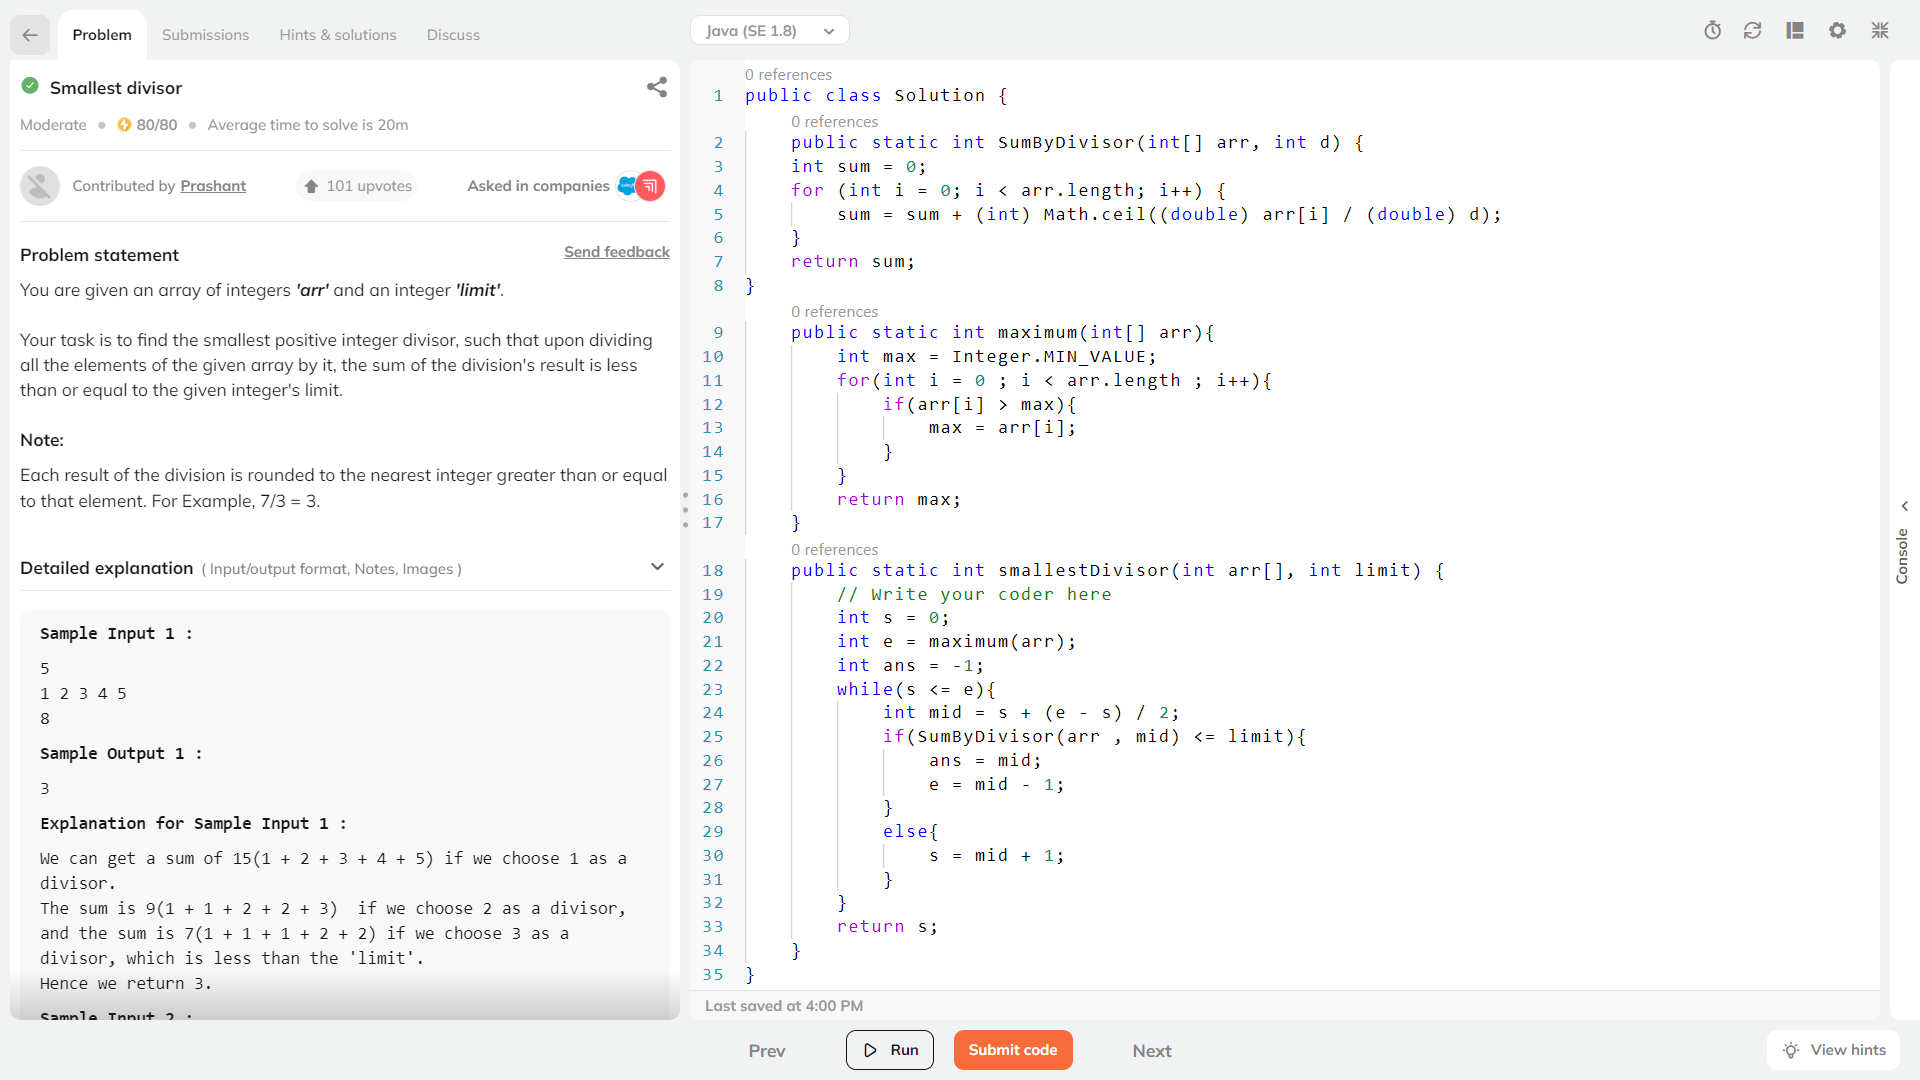 Problem
Submissions
Hints & solutions
Discuss
Java (SE 1.8)
Smallest divisor
Moderate
80/80
Average time to solve is 20m
Contributed by Prashant
101 upvotes
Asked in companies
Problem statement
Send feedback
You are given an array of integers 'arr' and an integer 'limit'.
Your task is to find the smallest positive integer divisor, such that upon dividing
all the elements of the given array by it, the sum of the division's result is less
than or equal to the given integer's limit.
Note:
Each result of the division is rounded to the nearest integer greater than or equal
to that element. For Example, 7/3 = 3.
Detailed explanation ( Input/output format, Notes, Images )
Sample Input 1 :
5
1 2 3 4 5
8
Sample Output 1 :
3
Explanation for Sample Input 1 :
We can get a sum of 15(1 + 2 + 3 + 4 + 5) if we choose 1 as a
divisor.
The sum is 9(1 + 1 + 2 + 2 + 3)  if we choose 2 as a divisor,
and the sum is 7(1 + 1 + 1 + 2 + 2) if we choose 3 as a
divisor, which is less than the 'limit'.
Hence we return 3.
Sample Input 2 :
0 references
1 public class Solution {
0 references
2 public static int SumByDivisor(int[] arr, int d) {
3 int sum = 0;
4 for (int i = 0; i < arr.length; i++) {
5 sum = sum + (int) Math.ceil((double) arr[i] / (double) d);
6 }
7 return sum;
8 }
0 references
9 public static int maximum(int[] arr){
10 int max = Integer.MIN_VALUE;
11 for(int i = 0 ; i < arr.length ; i++){
12 if(arr[i] > max){
13 max = arr[i];
14 }
15 }
16 return max;
17 }
0 references
18 public static int smallestDivisor(int arr[], int limit) {
19 // Write your coder here
20 int s = 0;
21 int e = maximum(arr);
22 int ans = -1;
23 while(s <= e){
24 int mid = s + (e - s) / 2;
25 if(SumByDivisor(arr , mid) <= limit){
26 ans = mid;
27 e = mid - 1;
28 }
29 else{
30 s = mid + 1;
31 }
32 }
33 return s;
34 }
35 }
Last saved at 4:00 PM
Console
Prev
Run
Submit code
Next
View hints